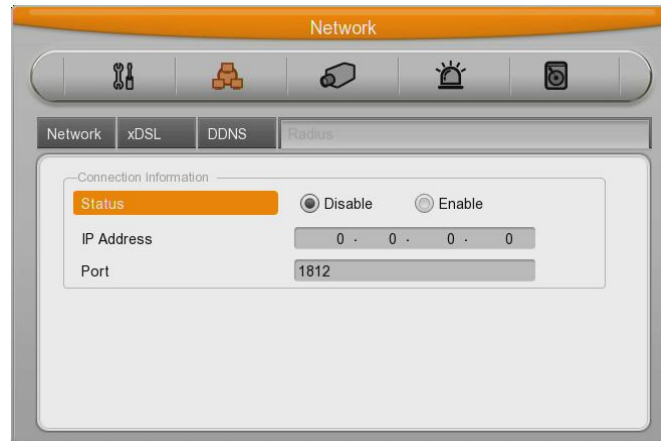 Network
Network xDSL DDNS Radius
Connection Information
Status Disable Enable
IP Address 0 . 0 . 0 . 0
Port 1812